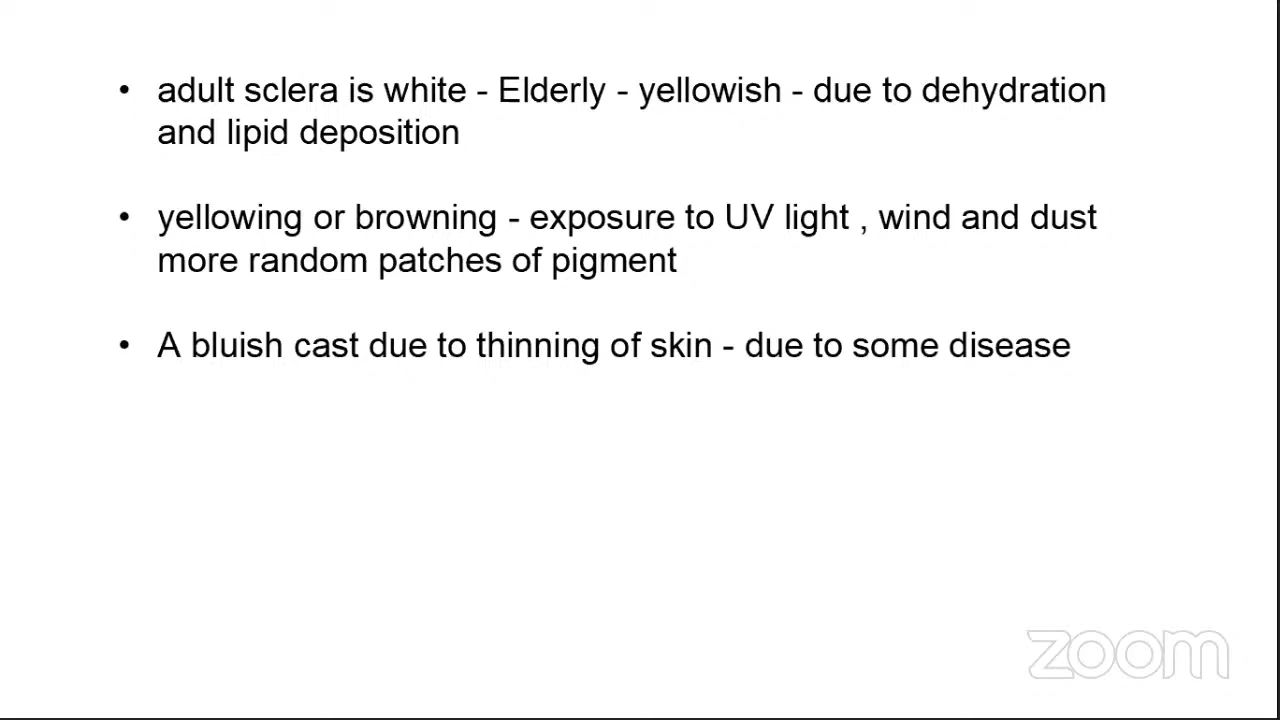 • adult sclera is white - Elderly - yellowish - due to dehydration
and lipid deposition
• yellowing or browning - exposure to UV light , wind and dust
more random patches of pigment
• A bluish cast due to thinning of skin - due to some disease
zoom